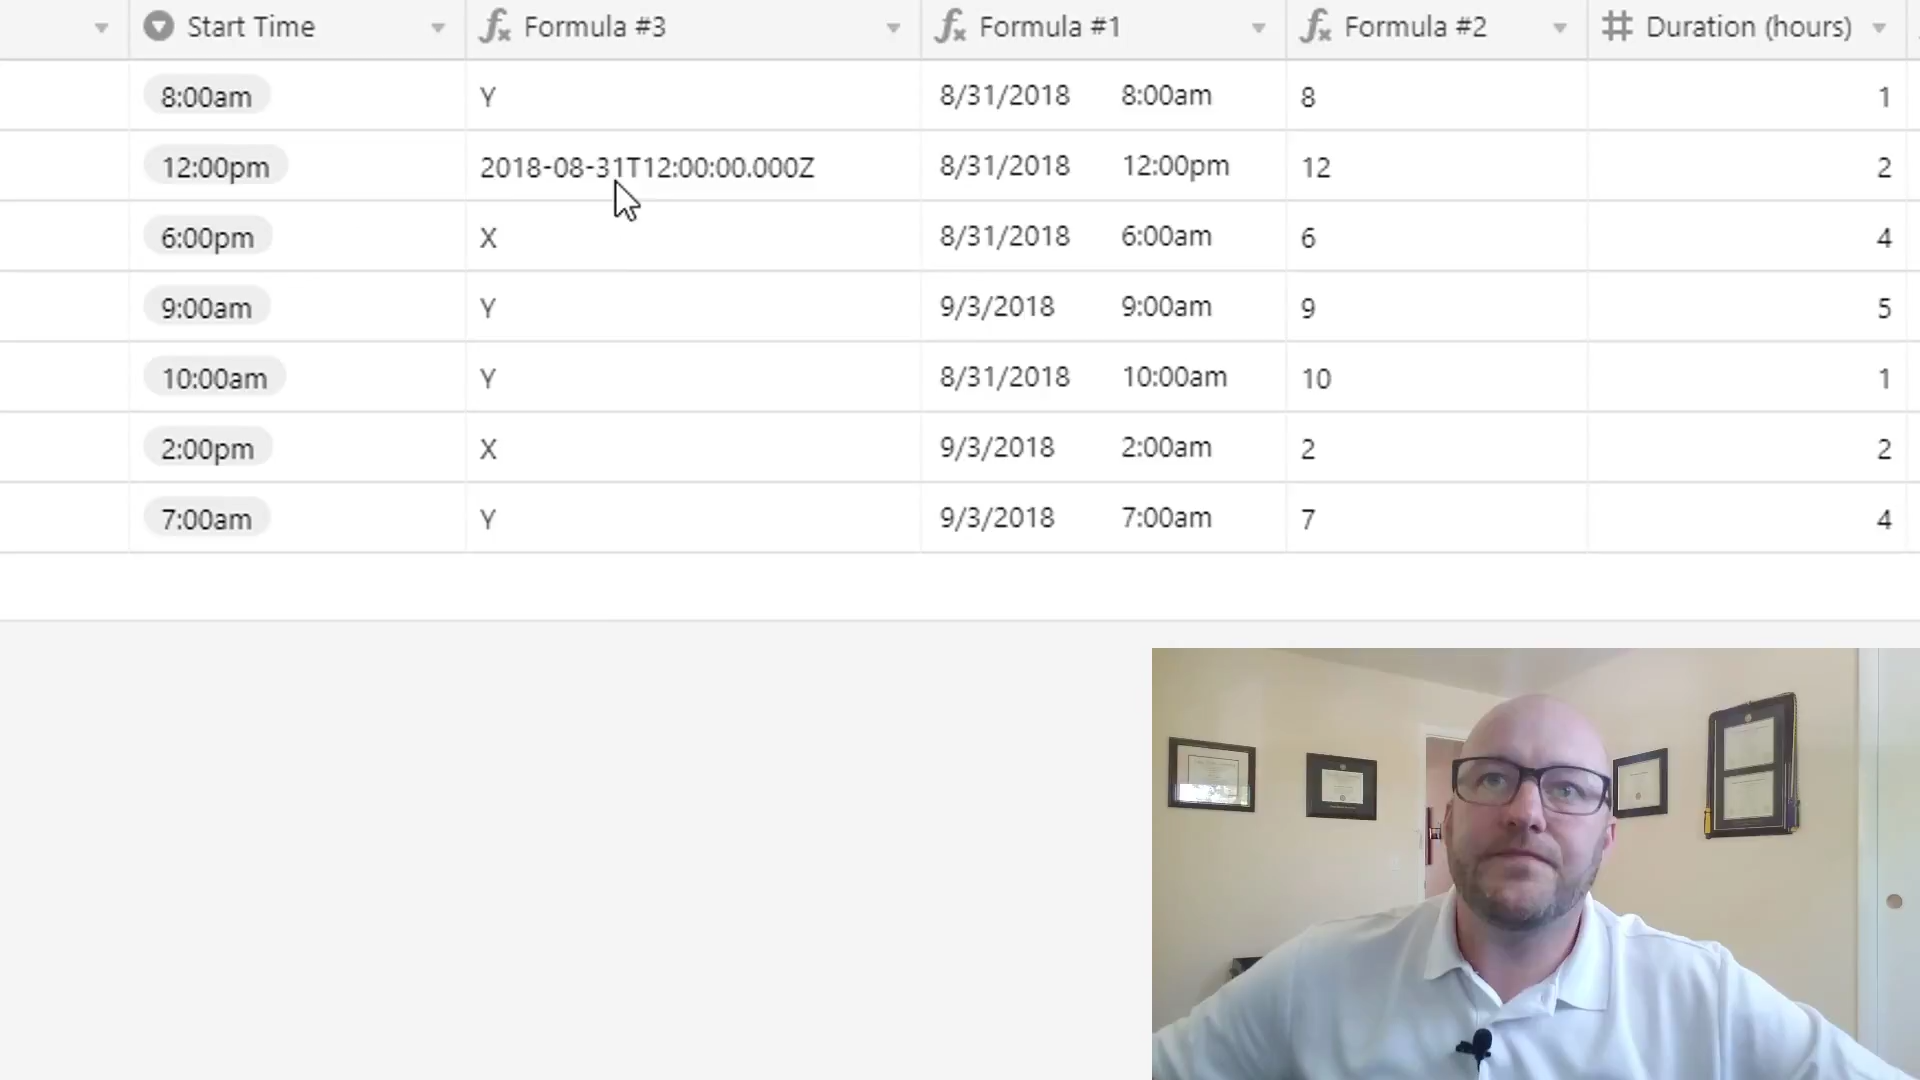 Start Time Formula #3 Formula #1 Formula #2 Duration (hours)
8:00am Y 8/31/2018 8:00am 8 1
12:00pm 2018-08-31T12:00:00.000Z 8/31/2018 12:00pm 12 2
6:00pm X 8/31/2018 6:00am 6 4
9:00am Y 9/3/2018 9:00am 9 5
10:00am Y 8/31/2018 10:00am 10 1
2:00pm X 9/3/2018 2:00am 2 2
7:00am Y 9/3/2018 7:00am 7 4